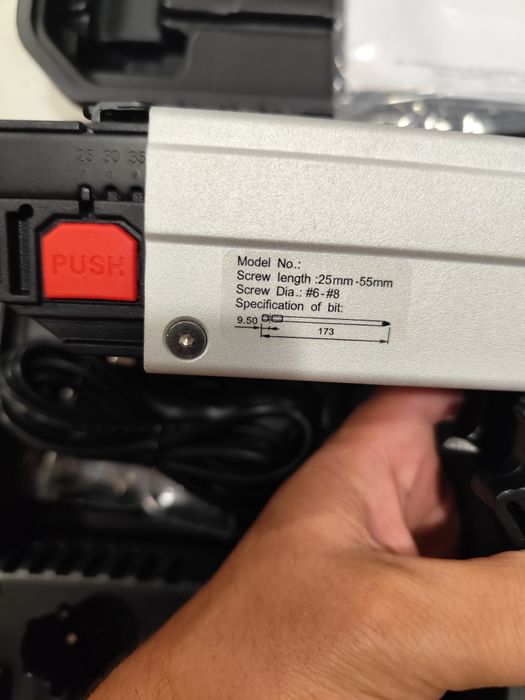 25 30 35
PUSH
Model No.:
Screw length :25mm -55mm
Screw Dia.: #6-#8
Specification of bit:
9.50
173